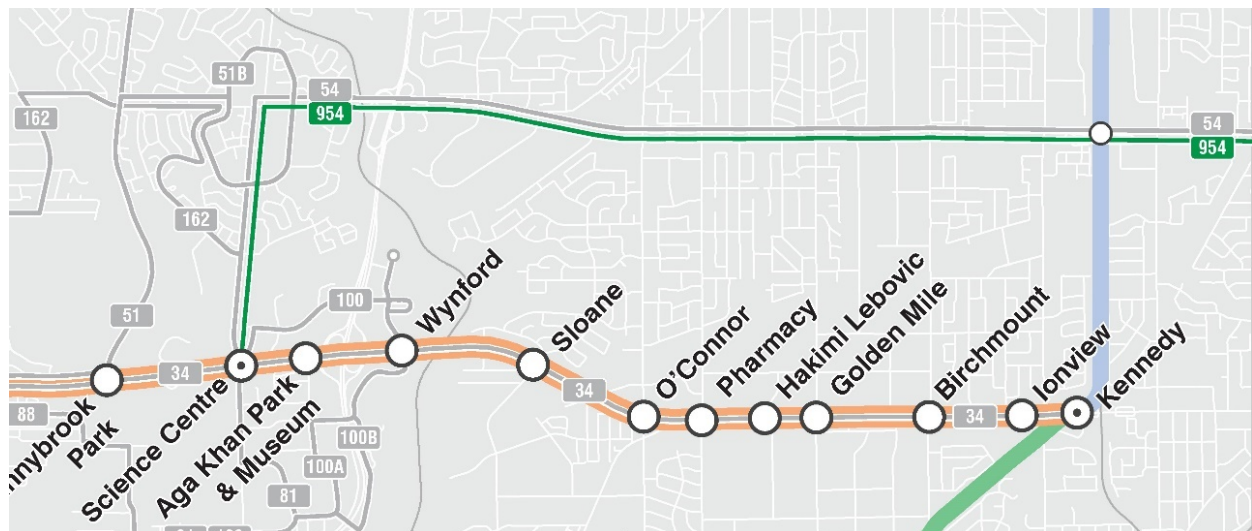 51B
54
954
162
54
954
162
51
100
34
88
nnybrook
Park
Science Centre
Aga Khan Park
& Museum
Wynford
Sloane
34
O'Connor
Pharmacy
Hakimi Lebovic
Golden Mile
Birchmount
34
Ionview
Kennedy
100B
100A
81